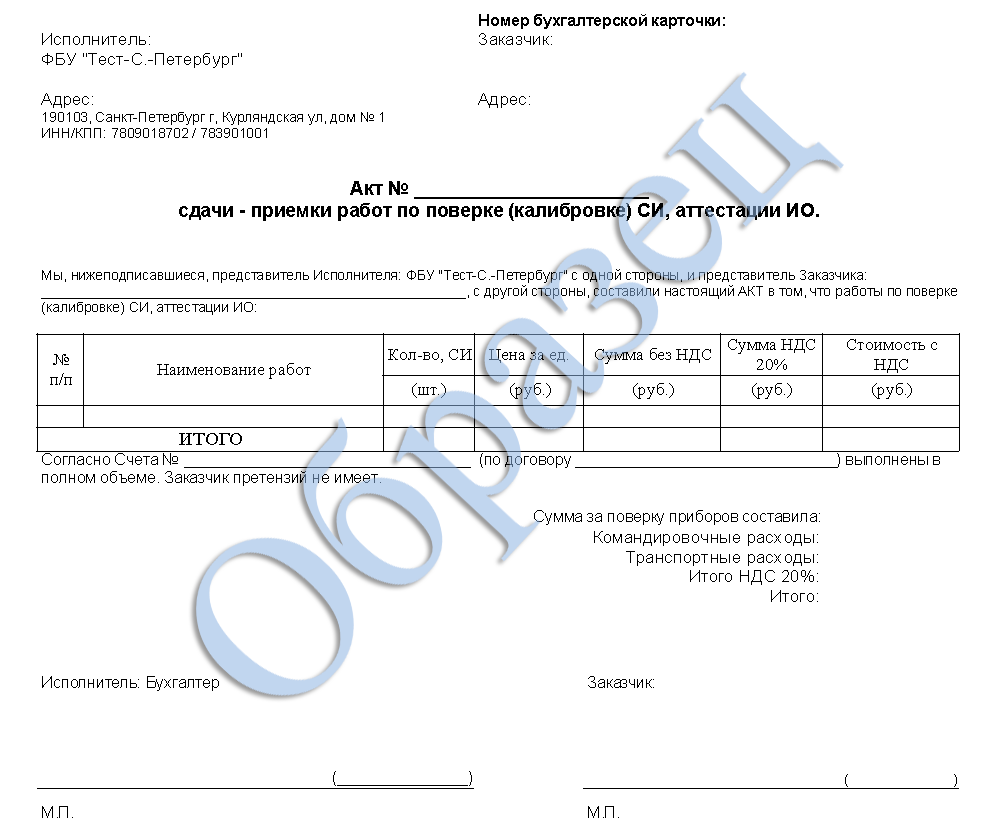 Номер бухгалтерской карточки:
Исполнитель:
Заказчик:
ФБУ "Тест-С.-Петербург"
Адрес:
Адрес:
190103, Санкт-Петербург г, Курляндская ул, дом № 1
ИНН/КПП: 7809018702 / 783901001
Акт № _____________________
сдачи - приемки работ по поверке (калибровке) СИ, аттестации ИО.
Мы, нижеподписавшиеся, представитель Исполнителя: ФБУ "Тест-С.-Петербург" с одной стороны, и представитель Заказчика:
_____________________________________________________, с другой стороны, составили настоящий АКТ в том, что работы по поверке
(калибровке) СИ, аттестации ИО:
№ п/п
Наименование работ
Кол-во, СИ
Цена за ед.
Сумма без НДС
Сумма НДС 20%
Стоимость с НДС
(шт.)
(руб.)
(руб.)
(руб.)
(руб.)
ИТОГО
Согласно Счета № _________________________________ (по договору ______________________________) выполнены в
полном объеме. Заказчик претензий не имеет.
Сумма за поверку приборов составила:
Командировочные расходы:
Транспортные расходы:
Итого НДС 20%:
Итого:
Исполнитель: Бухгалтер
Заказчик:
(_______________)
( )
М.П.
М.П.
Образец